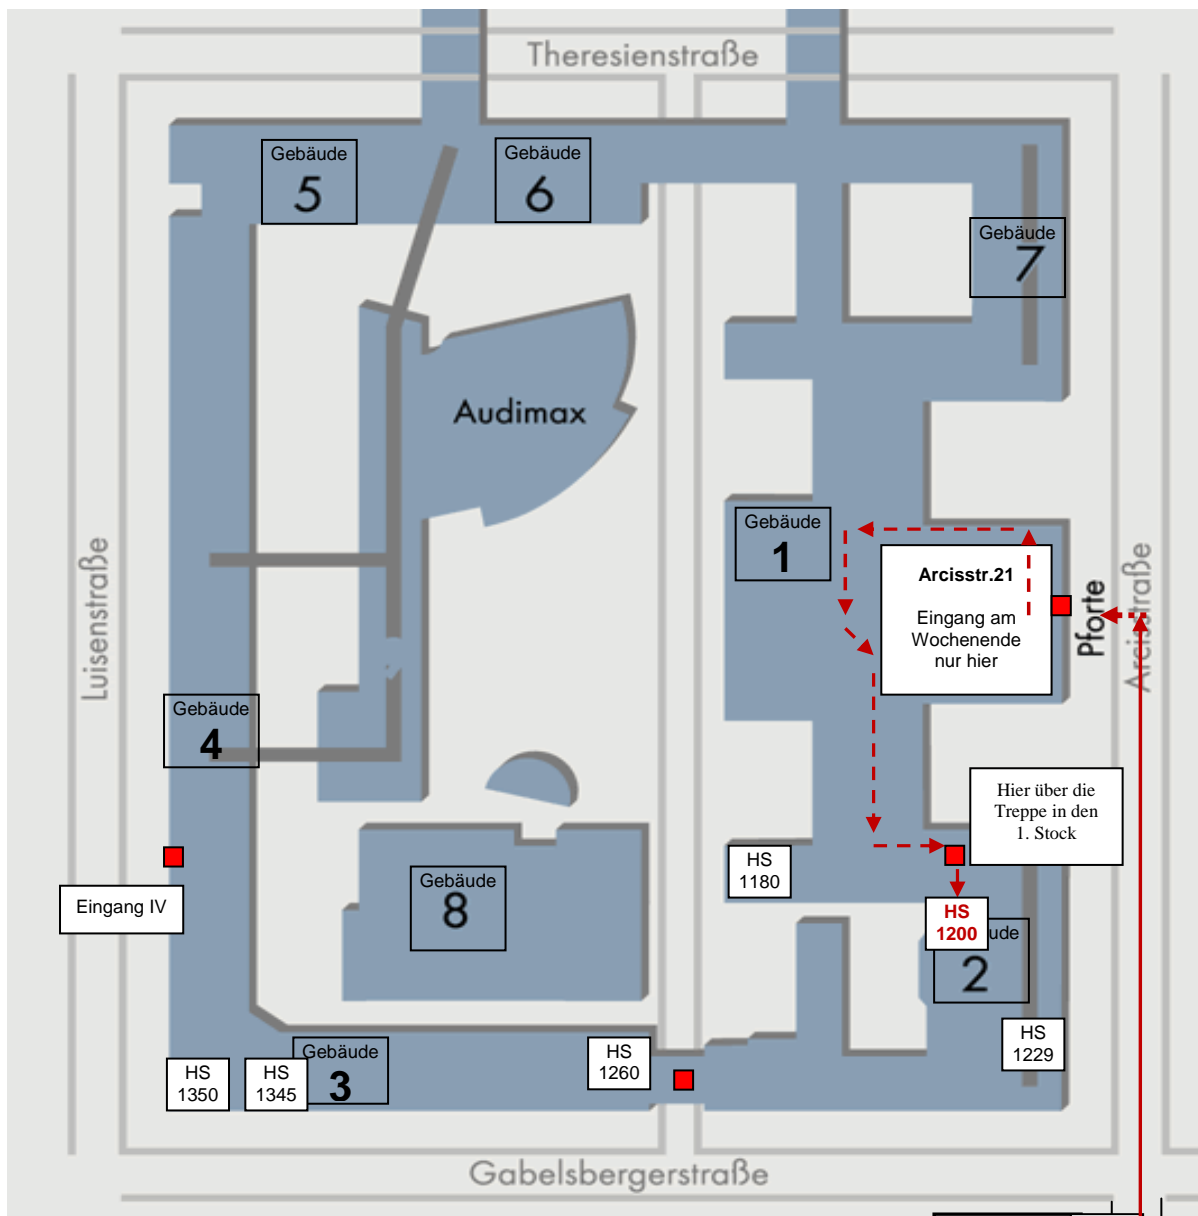 Theresienstraße
Gebäude
5
Gebäude
6
Gebäude
7
Audimax
Gebäude
1
Arcisstr.21
Eingang am
Wochenende
nur hier
Pforte
Arcisstraße
Luisenstraße
Gebäude
4
Hier über die
Treppe in den
1. Stock
HS
1180
Eingang IV
Gebäude
8
HS
1200
ude
2
HS
1229
HS
1260
Gebäude
3
HS
1350
HS
1345
Gabelsbergerstraße